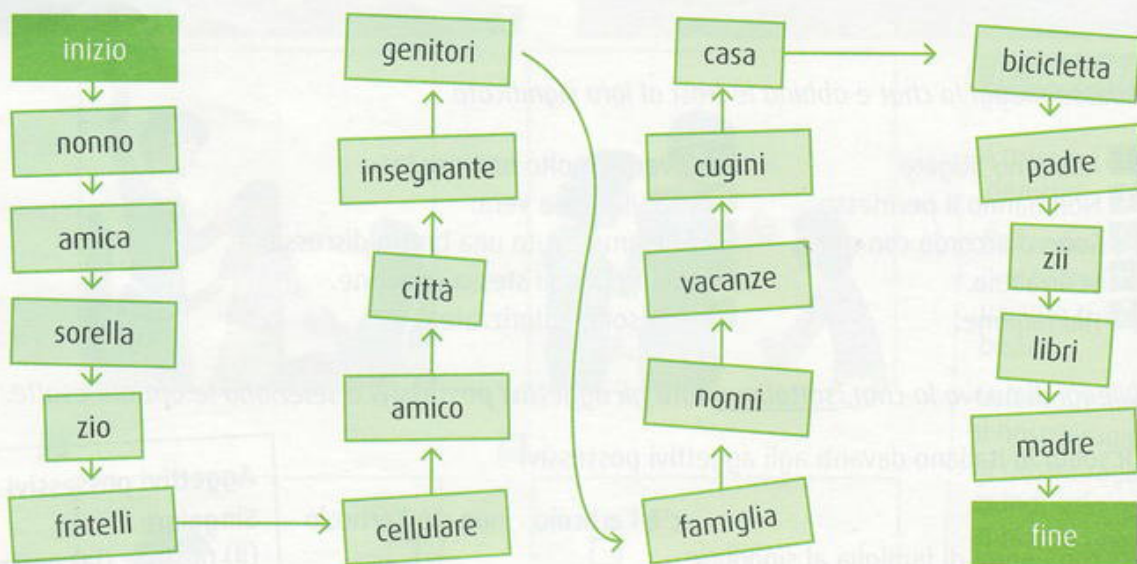 inizio
nonno
amica
sorella
zio
fratelli
cellulare
amico
città
insegnante
genitori
famiglia
nonni
vacanze
cugini
casa
bicicletta
padre
zii
libri
madre
fine